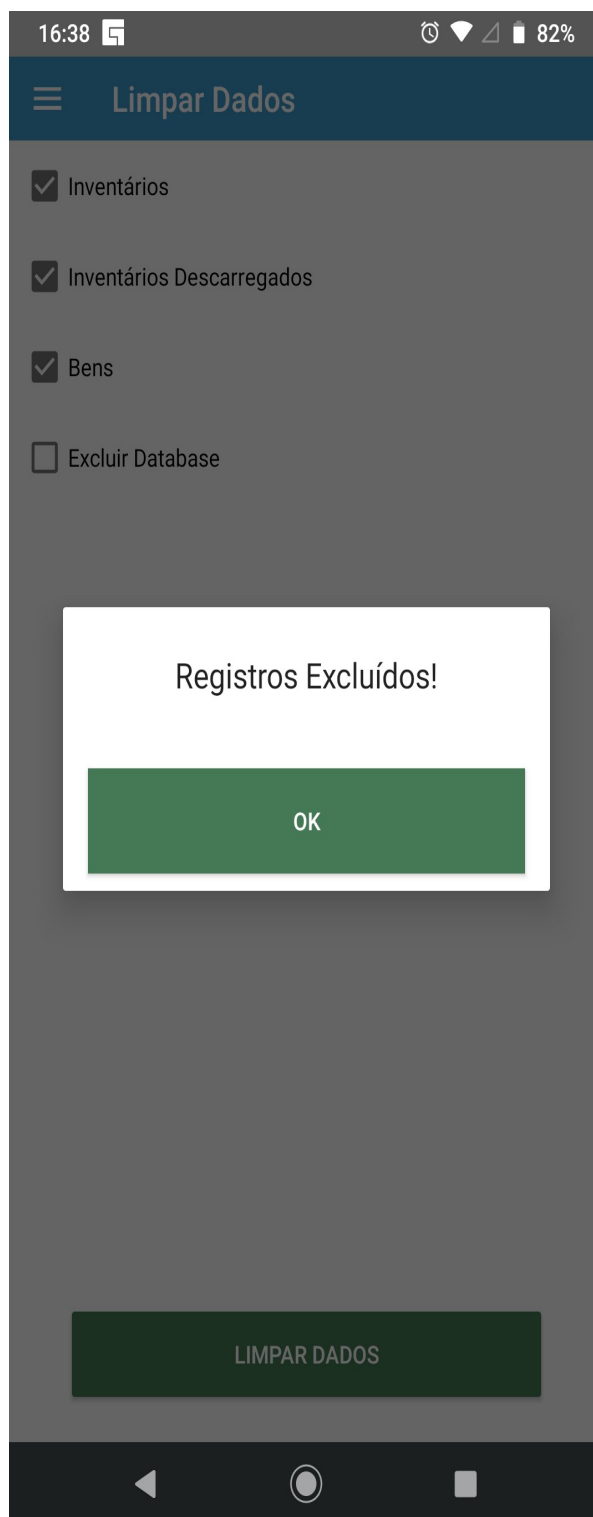 16:38 82%
Limpar Dados
Inventários
Inventários Descarregados
Bens
Excluir Database
Registros Excluídos!
OK
LIMPAR DADOS